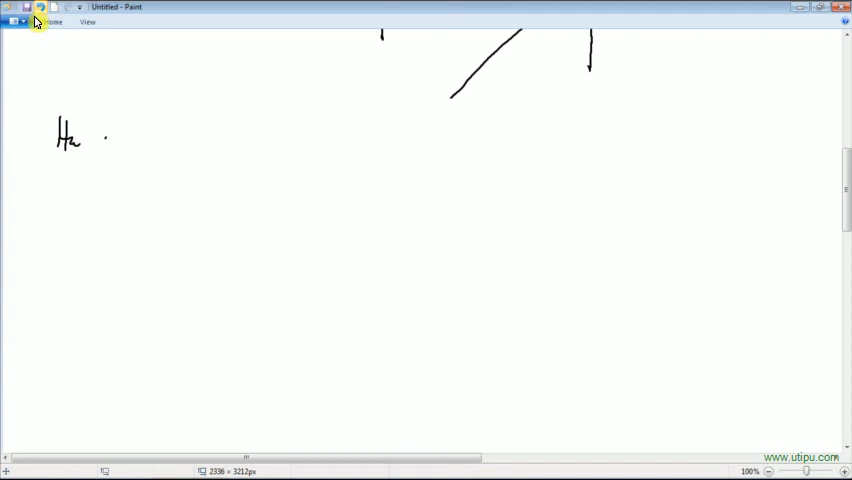 Untitled - Paint
Home View
www.utipu.com
2336 × 3212px
100%